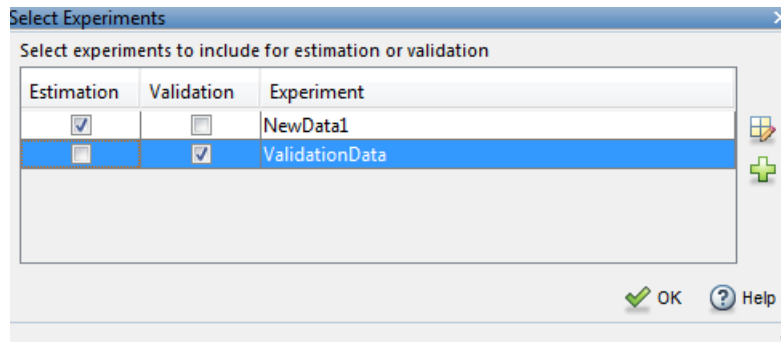 Select Experiments
Select experiments to include for estimation or validation
Estimation Validation Experiment
NewData1
ValidationData
OK Help